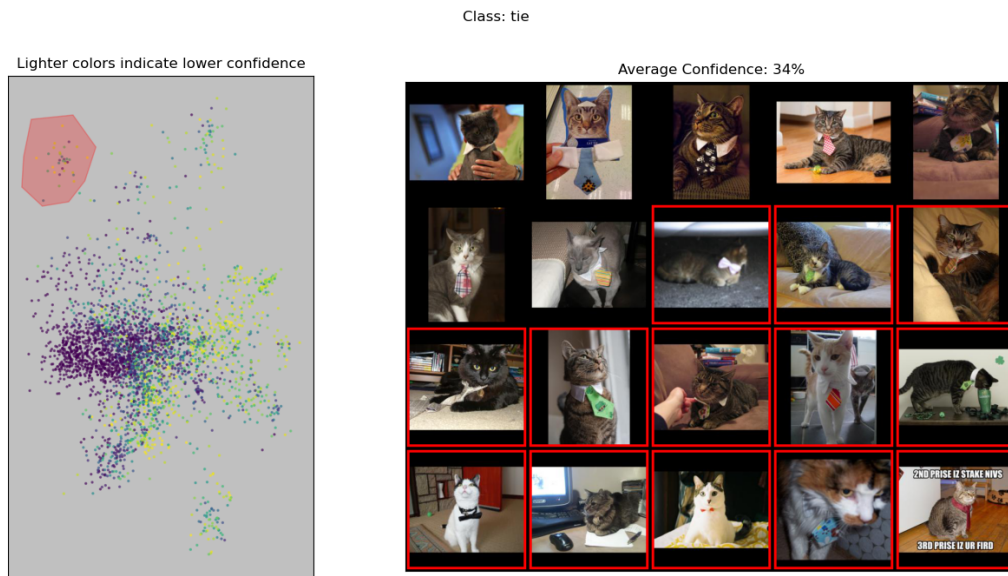 Class: tie
Lighter colors indicate lower confidence
Average Confidence: 34%
2ND PRISE IZ STAKE NIVS
3RD PRISE IZ UR FIRD